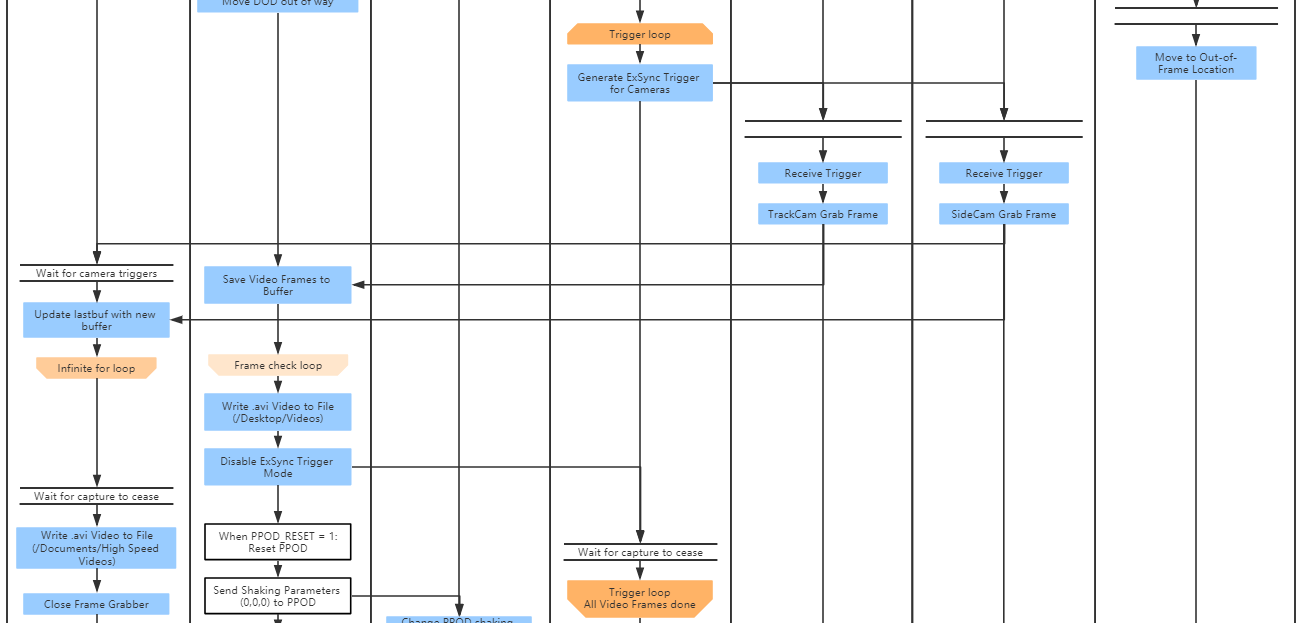 Move DOD out of way
Trigger loop
Generate ExSync Trigger
for Cameras
Move to Out-of-
Frame Location
Receive Trigger
Receive Trigger
TrackCam Grab Frame
SideCam Grab Frame
Wait for camera triggers
Save Video Frames to
Buffer
Update lastbuf with new
buffer
Infinite for loop
Frame check loop
Write .avi Video to File
(/Desktop/Videos)
Disable ExSync Trigger
Mode
Wait for capture to cease
Write .avi Video to File
(/Documents/High Speed
Videos)
Close Frame Grabber
When PPOD_RESET = 1:
Reset PPOD
Send Shaking Parameters
(0,0,0) to PPOD
Wait for capture to cease
Trigger loop
All Video Frames done
Change PPOD shaking